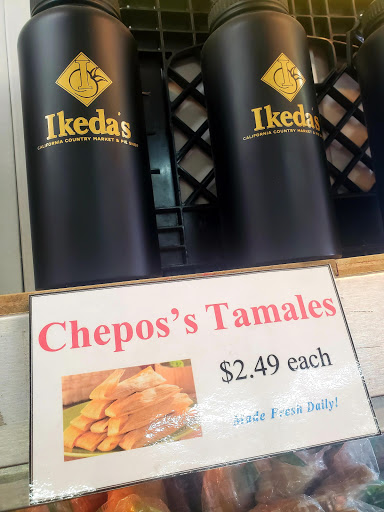 Ikeda's
CALIFORNIA COUNTRY MARKET & PIE SHOP
Ikeda's
CALIFORNIA COUNTRY MARKET & PIE SHOP
Chepos's Tamales
$2.49 each
Made Fresh Daily!